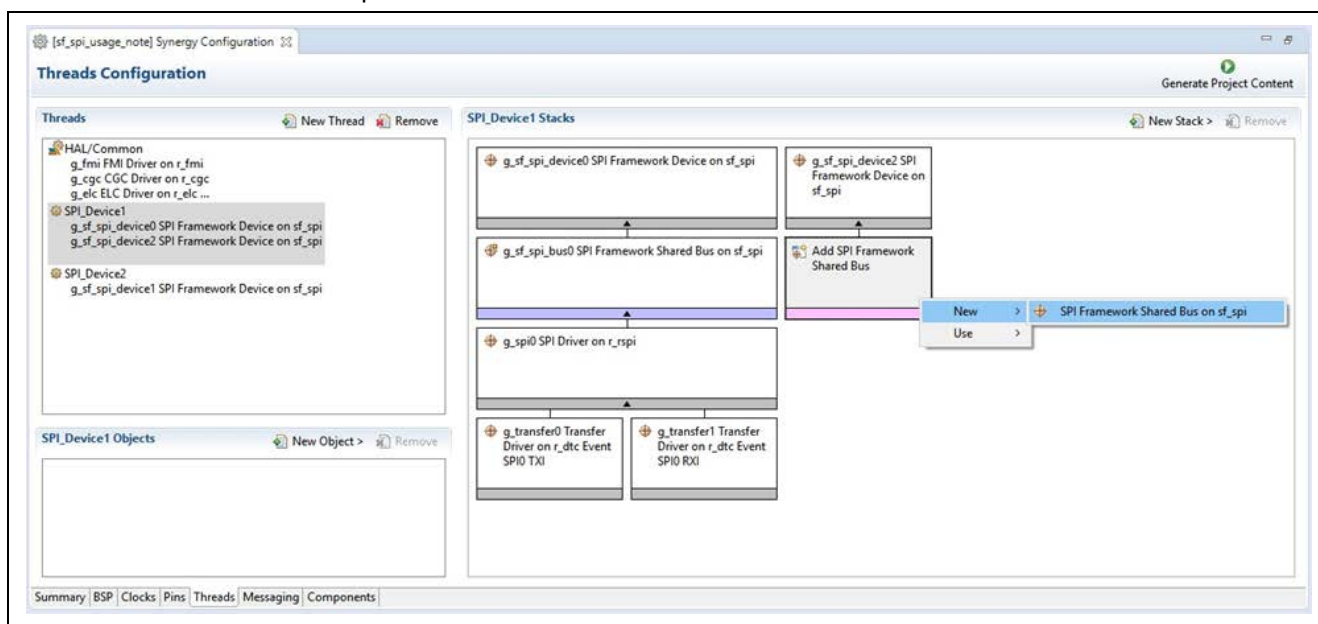 [sf_spi_usage_note] Synergy Configuration
Threads Configuration
Generate Project Content
Threads
New Thread
Remove
HAL/Common
g_fmi FMI Driver on r_fmi
g_cgc CGC Driver on r_cgc
g_elc ELC Driver on r_elc ...
SPI_Device1
g_sf_spi_device0 SPI Framework Device on sf_spi
g_sf_spi_device2 SPI Framework Device on sf_spi
SPI_Device2
g_sf_spi_device1 SPI Framework Device on sf_spi
SPI_Device1 Objects
New Object >
Remove
SPI_Device1 Stacks
New Stack >
Remove
g_sf_spi_device0 SPI Framework Device on sf_spi
g_sf_spi_device2 SPI
Framework Device on
sf_spi
g_sf_spi_bus0 SPI Framework Shared Bus on sf_spi
Add SPI Framework
Shared Bus
New >
SPI Framework Shared Bus on sf_spi
Use >
g_spi0 SPI Driver on r_rspi
g_transfer0 Transfer
Driver on r_dtc Event
SPI0 TXI
g_transfer1 Transfer
Driver on r_dtc Event
SPI0 RXI
Summary BSP Clocks Pins Threads Messaging Components